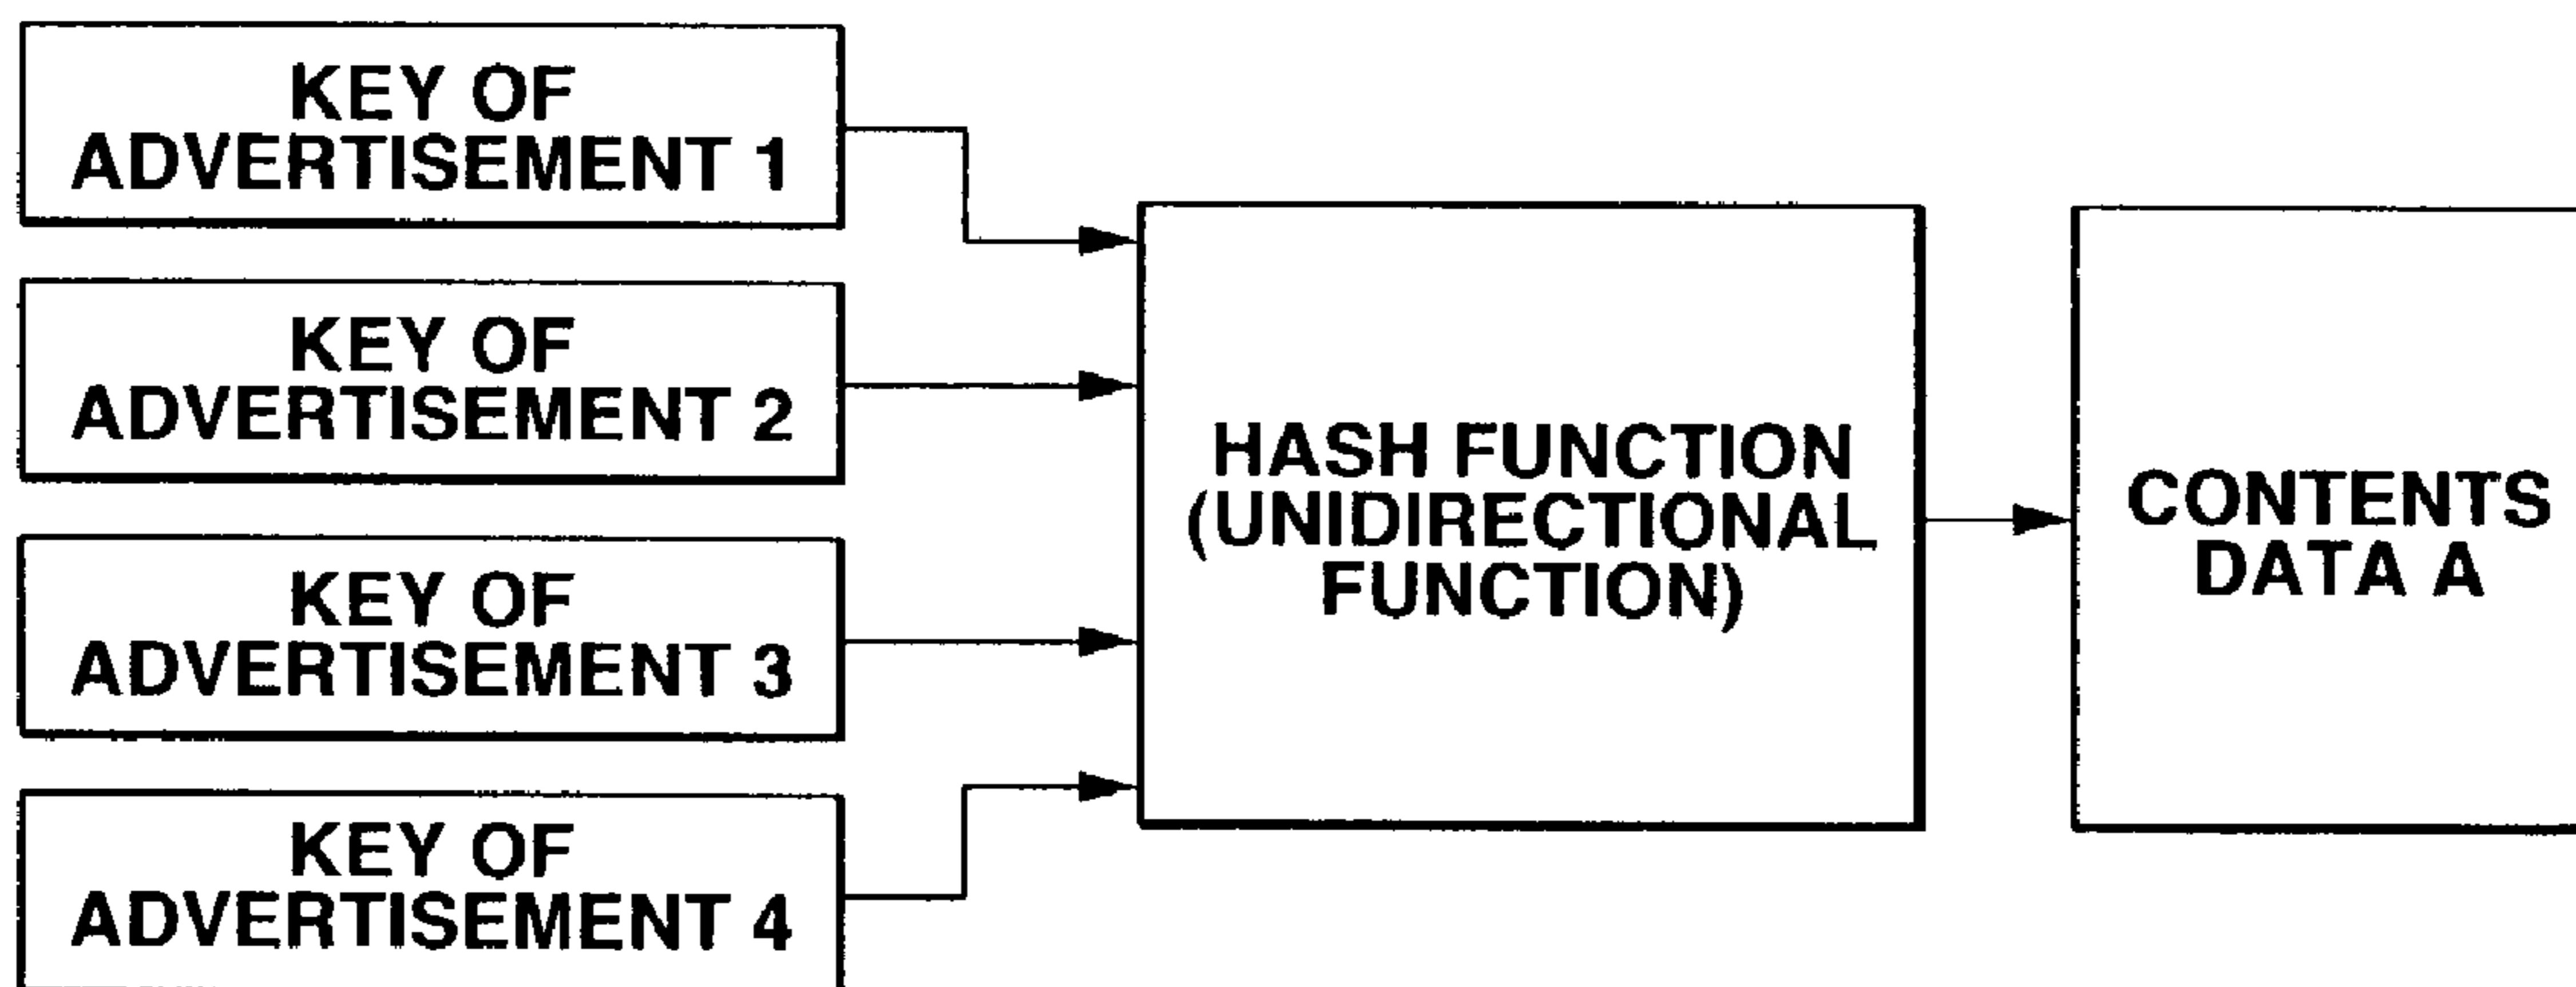 KEY OF
ADVERTISEMENT 1
KEY OF
ADVERTISEMENT 2
KEY OF
ADVERTISEMENT 3
KEY OF
ADVERTISEMENT 4
HASH FUNCTION
(UNIDIRECTIONAL
FUNCTION)
CONTENTS
DATA A